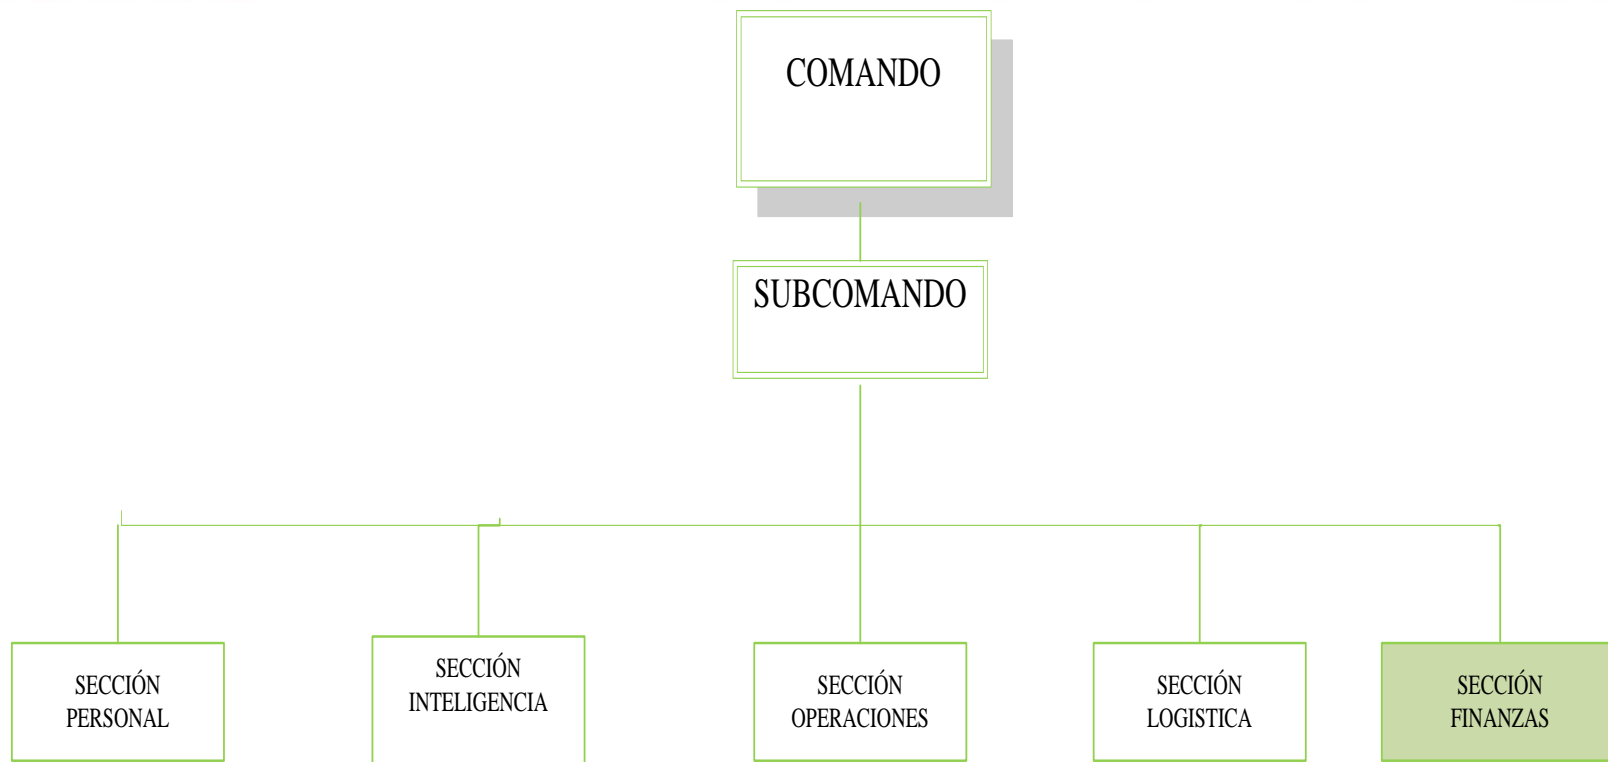 COMANDO
SUBCOMANDO
SECCIÓN
PERSONAL
SECCIÓN
INTELIGENCIA
SECCIÓN
OPERACIONES
SECCIÓN
LOGISTICA
SECCIÓN
FINANZAS